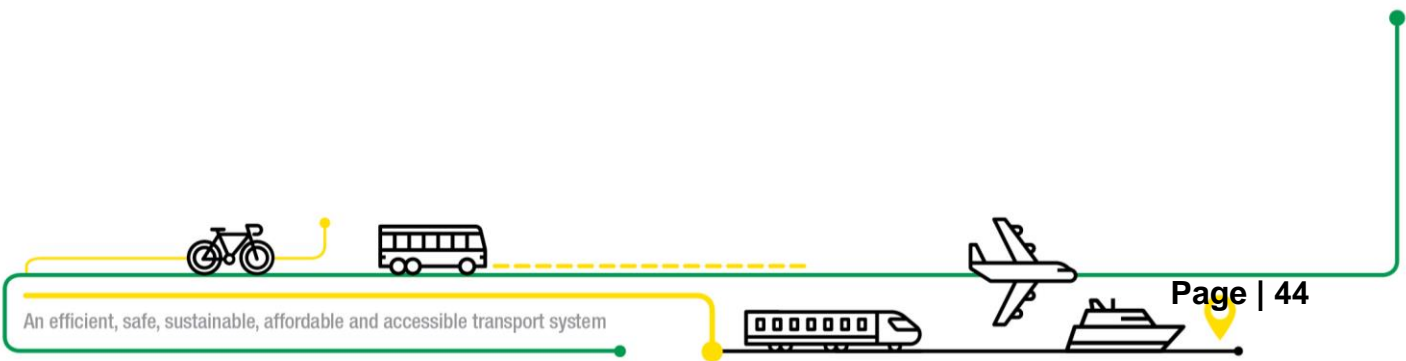 Page | 44
An efficient, safe, sustainable, affordable and accessible transport system